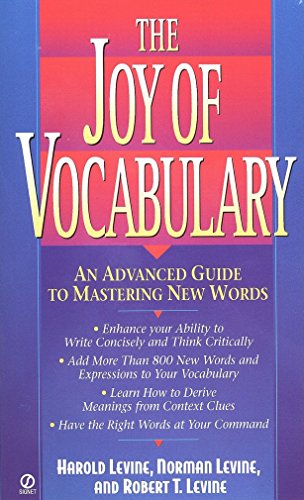 THE
JOY OF
VOCABULARY
AN ADVANCED GUIDE
TO MASTERING NEW WORDS
• Enhance your Ability to
Write Concisely and Think Critically
• Add More Than 800 New Words and
Expressions to Your Vocabulary
• Learn How to Derive
Meanings from Context Clues
• Have the Right Words at Your Command
HAROLD LEVINE, NORMAN LEVINE,
AND ROBERT T. LEVINE
SIGNET